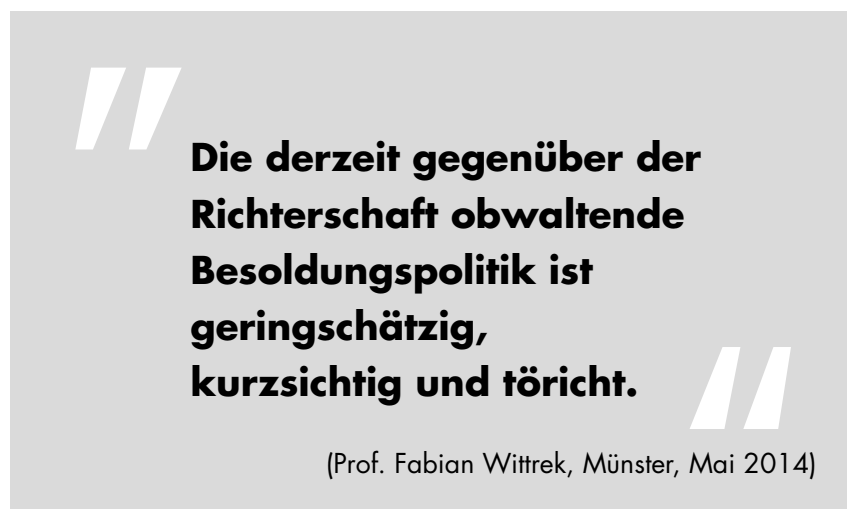 "
Die derzeit gegenüber der
Richterschaft obwaltende
Besoldungspolitik ist
geringschätzig,
kurzsichtig und töricht.
"
(Prof. Fabian Wittrek, Münster, Mai 2014)